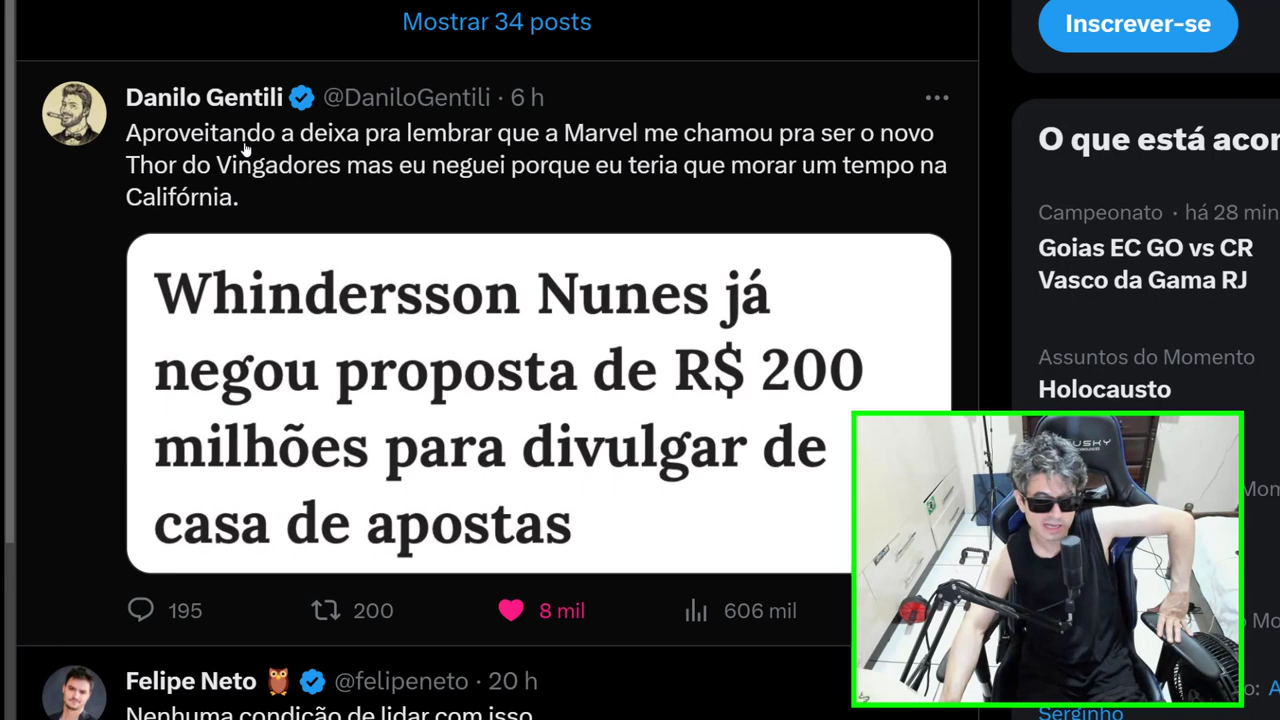 Mostrar 34 posts
Inscrever-se
Danilo Gentili @DaniloGentili · 6 h
Aproveitando a deixa pra lembrar que a Marvel me chamou pra ser o novo
Thor do Vingadores mas eu neguei porque eu teria que morar um tempo na
Califórnia.
Whindersson Nunes já
negou proposta de R$ 200
milhões para divulgar de
casa de apostas
195 200 8 mil 606 mil
Felipe Neto @felipeneto · 20 h
Nenhuma condição de lidar com isso
O que está acon
Campeonato · há 28 min
Goias EC GO vs CR
Vasco da Gama RJ
Assuntos do Momento
Holocausto
Mom
Mo
o: A
Serginho